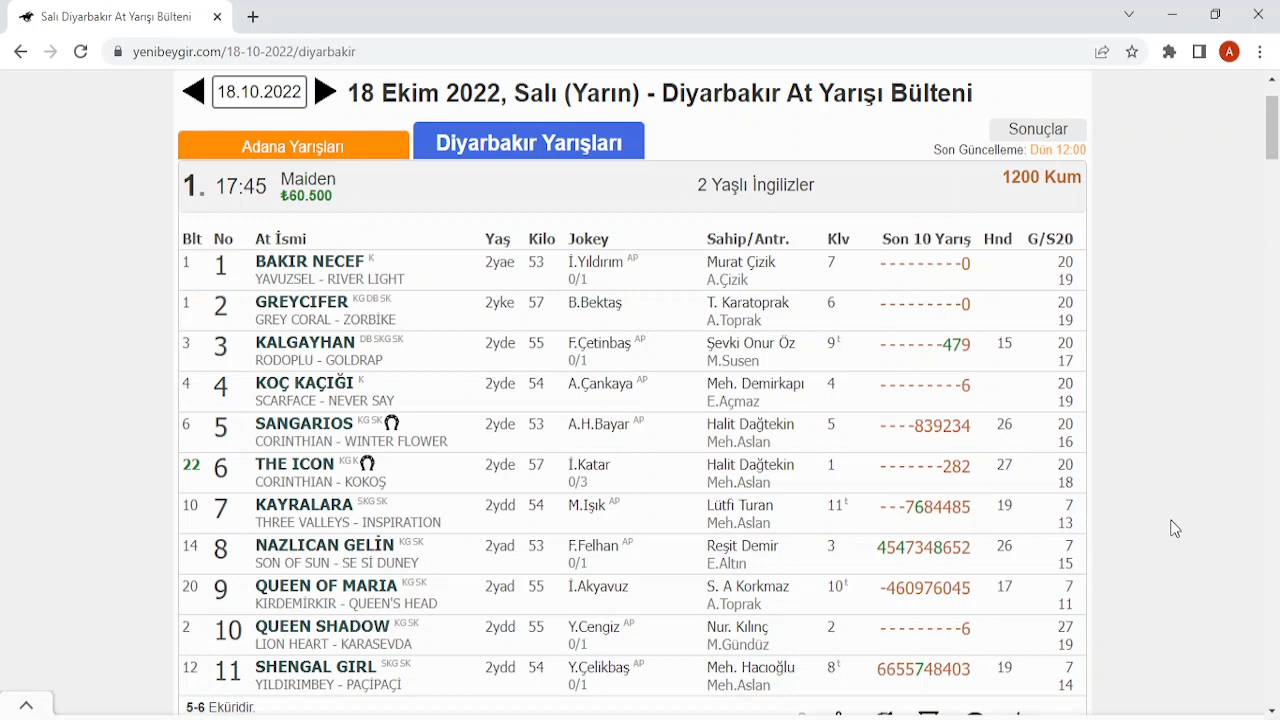 Salı Diyarbakır At Yarışı Bülteni
yenibeygir.com/18-10-2022/diyarbakir
A
18.10.2022
18 Ekim 2022, Salı (Yarın) - Diyarbakır At Yarışı Bülteni
Adana Yarışları
Diyarbakır Yarışları
Sonuçlar
Son Güncelleme: Dün 12:00
1. 17:45 Maiden 2 Yaşlı İngilizler 1200 Kum
₺60.500
Blt No At İsmi Yaş Kilo Jokey Sahip/Antr. Klv Son 10 Yarış Hnd G/S20
1 1 BAKIR NECEF K 2yae 53 İ.Yıldırım AP Murat Çizik 7 ---------0 20
YAVUZSEL - RIVER LIGHT 0/1 A.Çizik 19
1 2 GREYCIFER KG DB SK 2yke 57 B.Bektaş T. Karatoprak 6 ---------0 20
GREY CORAL - ZORBİKE A.Toprak 19
3 3 KALGAYHAN DB SKG SK 2yde 55 F.Çetinbaş AP Şevki Onur Öz 9t -------479 15 20
RODOPLU - GOLDRAP 0/1 M.Susen 17
4 4 KOÇ KAÇIĞI K 2yde 54 A.Çankaya AP Meh. Demirkapı 4 ---------6 20
SCARFACE - NEVER SAY E.Açmaz 19
6 5 SANGARIOS KG SK 2yde 53 A.H.Bayar AP Halit Dağtekin 5 ----839234 26 20
CORINTHIAN - WINTER FLOWER Meh.Aslan 16
22 6 THE ICON KG K 2yde 57 İ.Katar Halit Dağtekin 1 -------282 27 20
CORINTHIAN - KOKOŞ 0/3 Meh.Aslan 18
10 7 KAYRALARA SKG SK 2ydd 54 M.Işık AP Lütfi Turan 11t ---7684485 19 7
THREE VALLEYS - INSPIRATION Meh.Aslan 13
14 8 NAZLICAN GELİN KG SK 2yad 53 F.Felhan AP Reşit Demir 3 4547348652 26 7
SON OF SUN - SE Sİ DUNEY 0/1 E.Altın 15
20 9 QUEEN OF MARIA KG SK 2yad 55 İ.Akyavuz S. A Korkmaz 10t -460976045 17 7
KIRDEMİRKIR - QUEEN'S HEAD A.Toprak 11
2 10 QUEEN SHADOW KG SK 2ydd 55 Y.Cengiz AP Nur. Kılınç 2 ---------6 27
LION HEART - KARASEVDA 0/1 M.Gündüz 19
12 11 SHENGAL GIRL SKG SK 2ydd 54 Y.Çelikbaş AP Meh. Hacıoğlu 8t 6655748403 19 7
YILDIRIMBEY - PAÇİPAÇİ 0/1 Meh.Aslan 14
5-6 Eküridir.